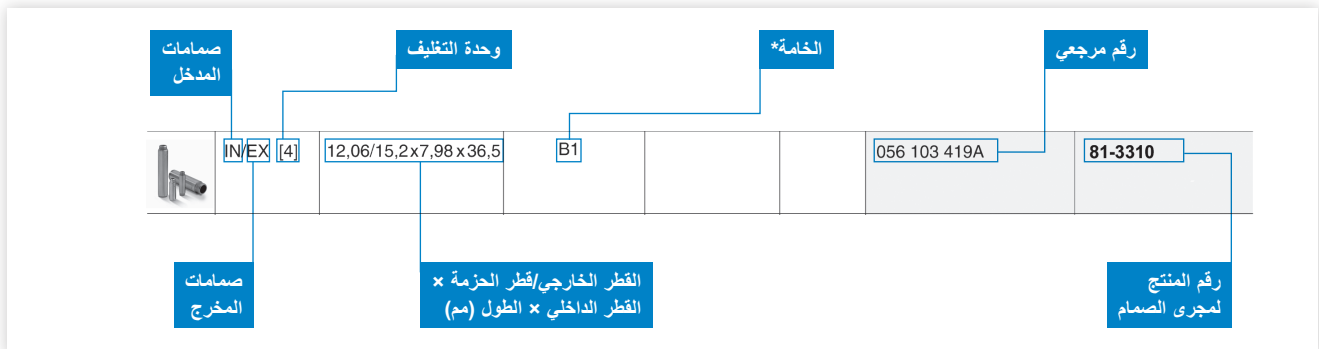 صمامات
المدخل
وحدة التغليف
الخامة*
رقم مرجعي
IN/EX [4]
12,06/15,2x7,98x36,5
B1
056 103 419A
81-3310
صمامات
المخرج
القطر الخارجي/قطر الحزمة ×
القطر الداخلي × الطول (مم)
رقم المنتج
لمجرى الصمام